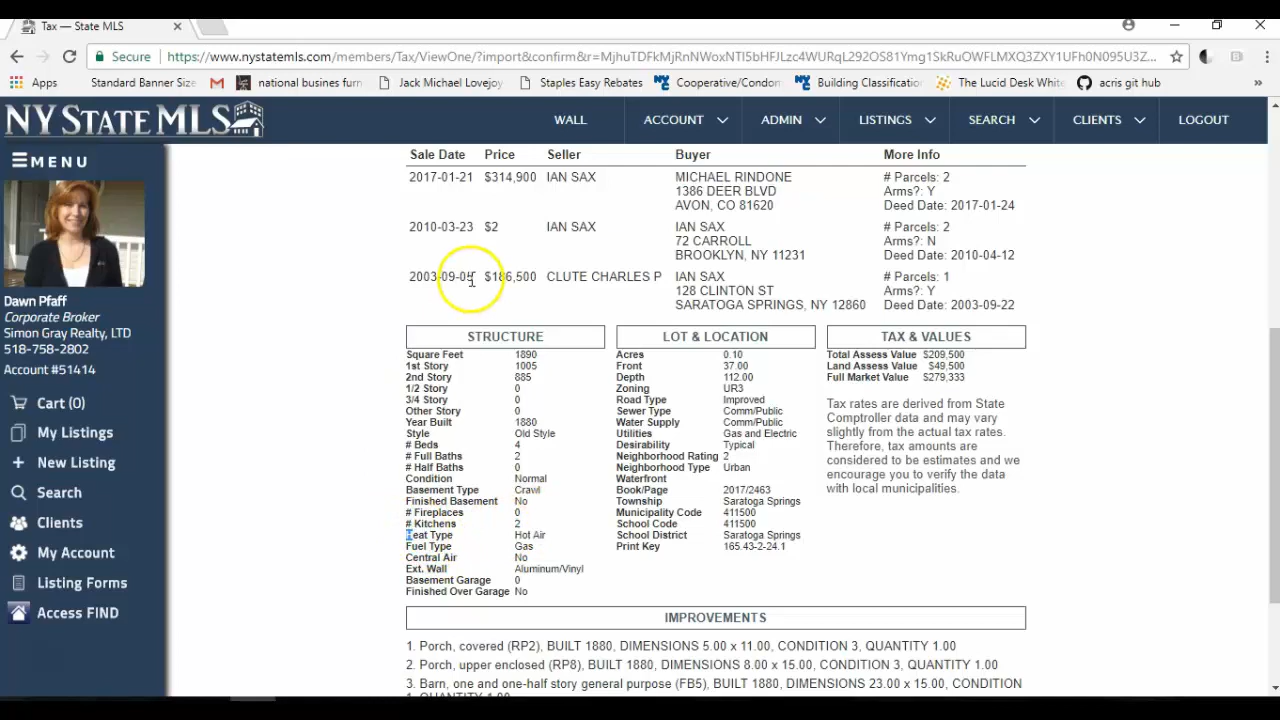 Tax — State MLS
Secure
https://www.nystatemls.com/members/Tax/ViewOne/?import&confirm&r=
Apps
Standard Banner Size
national busines furn
Jack Michael Lovejoy
Staples Easy Rebates
Cooperative/Condom
Building Classification
The Lucid Desk White
acris git hub
»
NY STATE MLS
WALL
ACCOUNT
ADMIN
LISTINGS
SEARCH
CLIENTS
LOGOUT
MENU
Dawn Pfaff
Corporate Broker
Simon Gray Realty, LTD
518-758-2802
Account #51414
Cart (0)
My Listings
New Listing
Search
Clients
My Account
Listing Forms
Access FIND
Sale Date Price Seller Buyer More Info
2017-01-21 $314,900 IAN SAX MICHAEL RINDONE # Parcels: 2
1386 DEER BLVD Arms?: Y
AVON, CO 81620 Deed Date: 2017-01-24
2010-03-23 $2 IAN SAX IAN SAX # Parcels: 2
72 CARROLL Arms?: N
BROOKLYN, NY 11231 Deed Date: 2010-04-12
2003-09-05 $186,500 CLUTE CHARLES P IAN SAX # Parcels: 1
128 CLINTON ST Arms?: Y
SARATOGA SPRINGS, NY 12860 Deed Date: 2003-09-22
STRUCTURE
Square Feet 1890
1st Story 1005
2nd Story 885
1/2 Story 0
3/4 Story 0
Other Story 0
Year Built 1880
Style Old Style
# Beds 4
# Full Baths 2
# Half Baths 0
Condition Normal
Basement Type Crawl
Finished Basement No
# Fireplaces 0
# Kitchens 2
Heat Type Hot Air
Fuel Type Gas
Central Air No
Ext. Wall Aluminum/Vinyl
Basement Garage 0
Finished Over Garage No
LOT & LOCATION
Acres 0.10
Front 37.00
Depth 112.00
Zoning UR3
Road Type Improved
Sewer Type Comm/Public
Water Supply Comm/Public
Utilities Gas and Electric
Desirability Typical
Neighborhood Rating 2
Neighborhood Type Urban
Waterfront
Book/Page 2017/2463
Township Saratoga Springs
Municipality Code 411500
School Code 411500
School District Saratoga Springs
Print Key 165.43-2-24.1
TAX & VALUES
Total Assess Value $209,500
Land Assess Value $49,500
Full Market Value $279,333
Tax rates are derived from State
Comptroller data and may vary
slightly from the actual tax rates.
Therefore, tax amounts are
considered to be estimates and we
encourage you to verify the data
with local municipalities.
IMPROVEMENTS
1. Porch, covered (RP2), BUILT 1880, DIMENSIONS 5.00 x 11.00, CONDITION 3, QUANTITY 1.00
2. Porch, upper enclosed (RP8), BUILT 1880, DIMENSIONS 8.00 x 15.00, CONDITION 3, QUANTITY 1.00
3. Barn, one and one-half story general purpose (FB5), BUILT 1880, DIMENSIONS 23.00 x 15.00, CONDITION